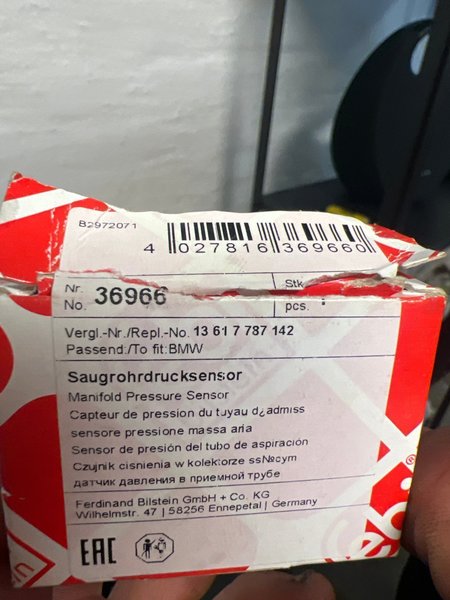 B2972071
4 027816 369660
Nr.
No. 36966
Stk
pcs.
Vergl.-Nr./Repl.-No. 13 61 7 787 142
Passend./To fit:BMW
Saugrohrdrucksensor
Manifold Pressure Sensor
Capteur de pression du tuyau d¿admiss
sensore pressione massa aria
Sensor de presión del tubo de aspiración
Czujnik cisnienia w kolektorze ss№cym
датчик давления в приемной трубе
Ferdinand Bilstein GmbH + Co. KG
Wilhelmstr. 47 | 58256 Ennepetal | Germany
EAC